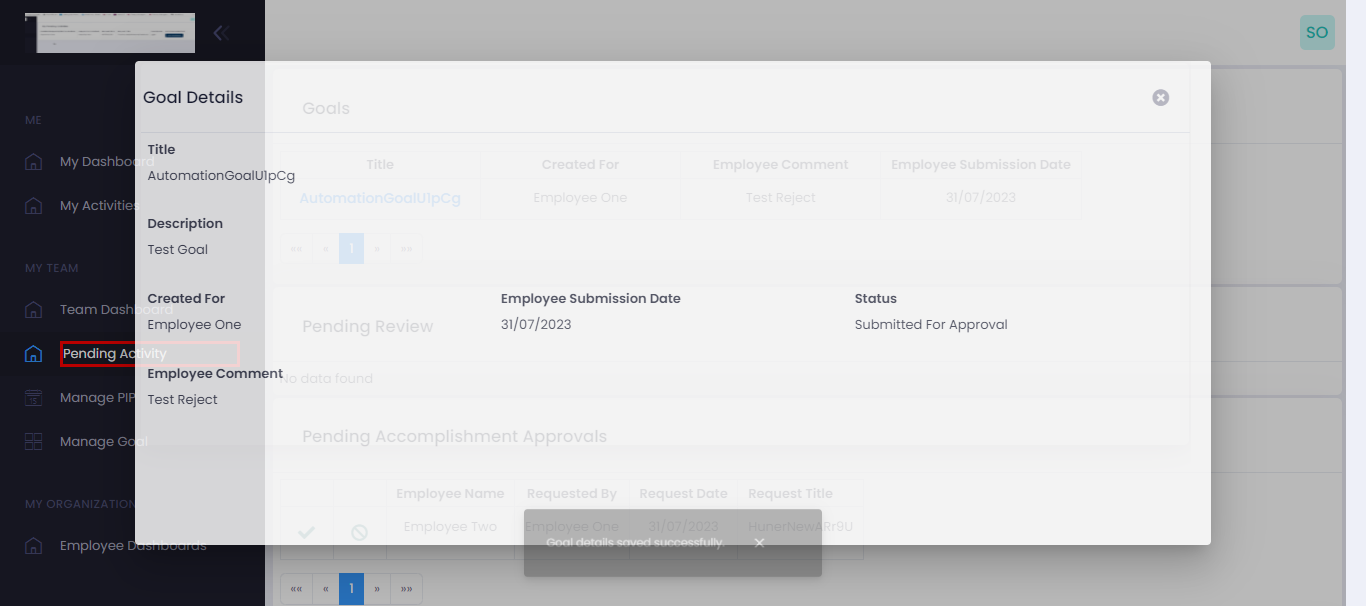 SO
Goal Details
Goals
ME
Title
Title Created For Employee Comment Employee Submission Date
My Dashboard
AutomationGoalU1pCg
AutomationGoalU1pCg Employee One Test Reject 31/07/2023
My Activities
Description
Test Goal
«« « 1 » »»
MY TEAM
Created For Employee Submission Date Status
Team Dashboard
Employee One 31/07/2023 Submitted For Approval
Pending Review
Pending Activity
Employee Comment
No data found
Manage PIP
Test Reject
Manage Goal
Pending Accomplishment Approvals
Employee Name Requested By Request Date Request Title
MY ORGANIZATION
Employee Two Employee One 31/07/2023 HunerNewARr9U
Employee Dashboards
Goal details saved successfully.
«« « 1 » »»